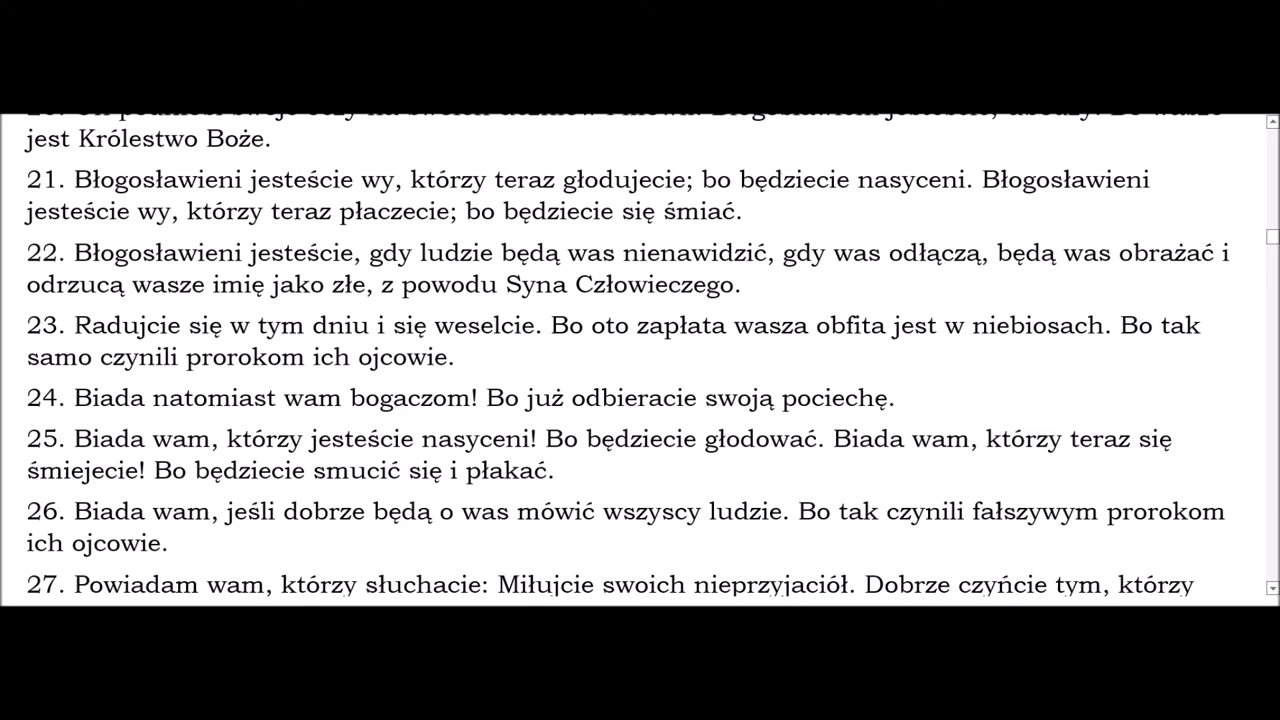 jest Królestwo Boże.
21. Błogosławieni jesteście wy, którzy teraz głodujecie; bo będziecie nasyceni. Błogosławieni
jesteście wy, którzy teraz płaczecie; bo będziecie się śmiać.
22. Błogosławieni jesteście, gdy ludzie będą was nienawidzić, gdy was odłączą, będą was obrażać i
odrzucą wasze imię jako złe, z powodu Syna Człowieczego.
23. Radujcie się w tym dniu i się weselcie. Bo oto zapłata wasza obfita jest w niebiosach. Bo tak
samo czynili prorokom ich ojcowie.
24. Biada natomiast wam bogaczom! Bo już odbieracie swoją pociechę.
25. Biada wam, którzy jesteście nasyceni! Bo będziecie głodować. Biada wam, którzy teraz się
śmiejecie! Bo będziecie smucić się i płakać.
26. Biada wam, jeśli dobrze będą o was mówić wszyscy ludzie. Bo tak czynili fałszywym prorokom
ich ojcowie.
27. Powiadam wam, którzy słuchacie: Miłujcie swoich nieprzyjaciół. Dobrze czyńcie tym, którzy